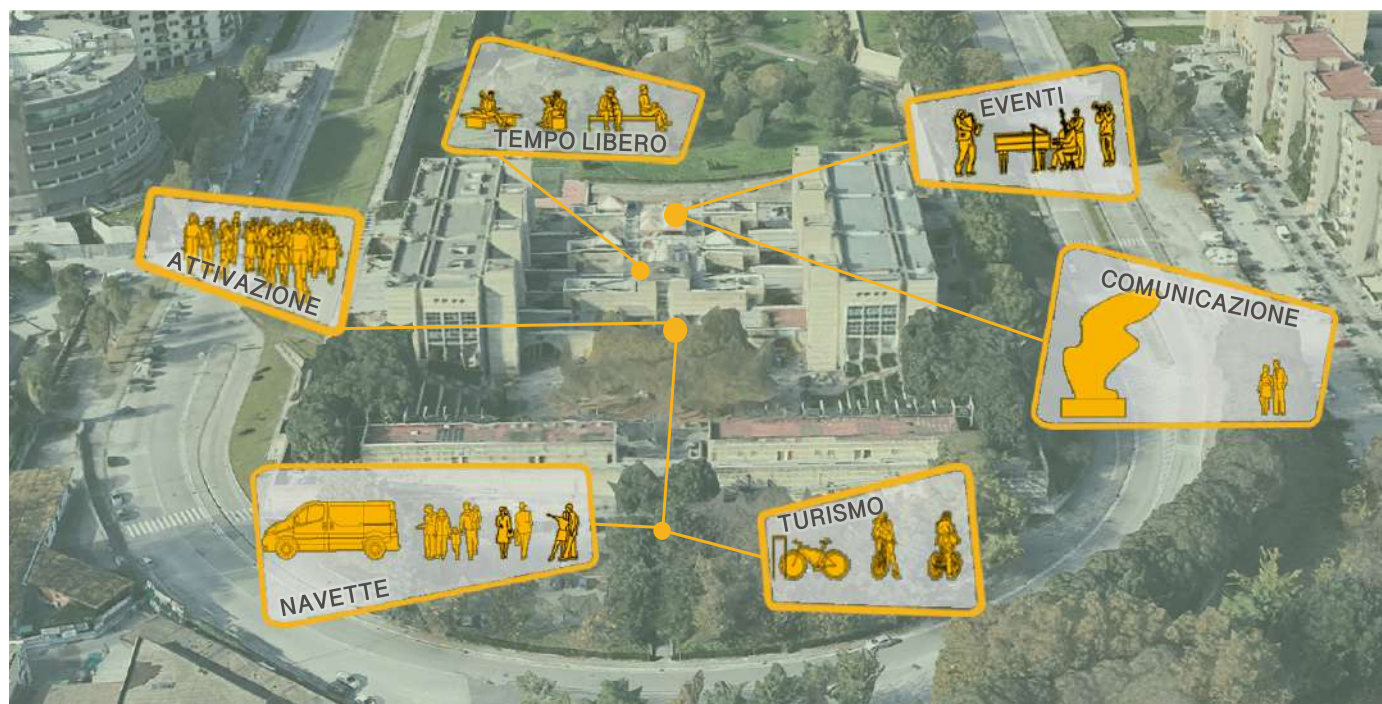 TEMPO LIBERO
EVENTI
ATTIVAZIONE
COMUNICAZIONE
NAVETTE
TURISMO